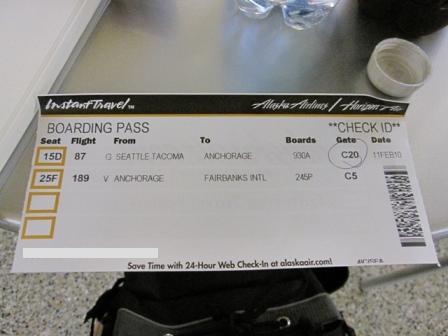 InstantTravel™ Alaska Airlines / Horizon Air
BOARDING PASS **CHECK ID**
Seat Flight From To Boards Gate Date
15D 87 G SEATTLE TACOMA ANCHORAGE 930A C20 11FEB10
25F 189 V ANCHORAGE FAIRBANKS INTL 245P C5
Save Time with 24-Hour Web Check-In at alaskaair.com!